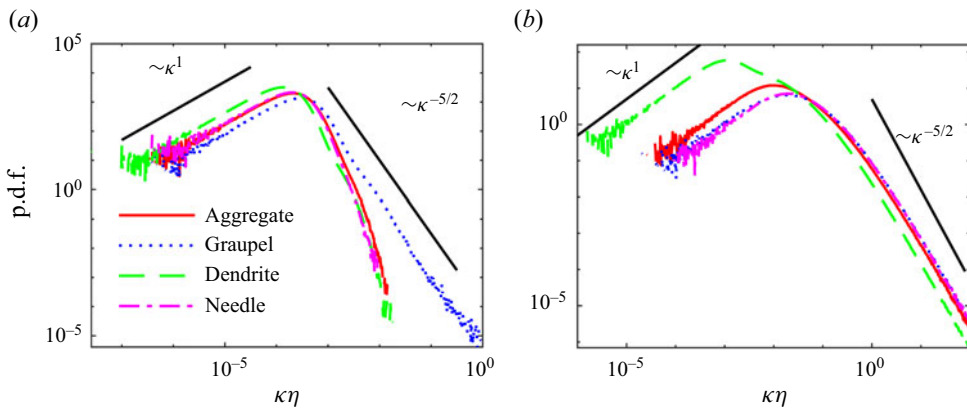 (a)
(b)
10^5
~κ^1
~κ^{-5/2}
10^0
p.d.f.
Aggregate
Graupel
Dendrite
Needle
10^{-5}
10^{-5}
10^0
κη
~κ^1
10^0
~κ^{-5/2}
10^{-5}
10^{-5}
10^0
κη